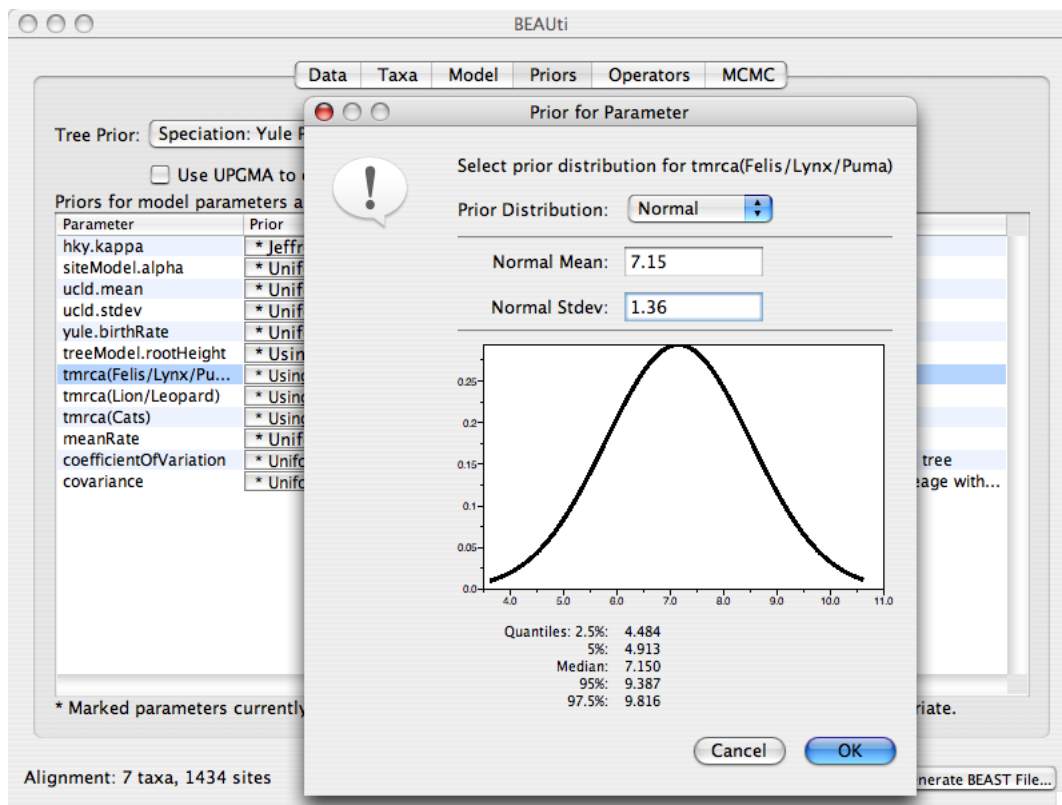 BEAUti
Data Taxa Model Priors Operators MCMC
Prior for Parameter
Tree Prior: Speciation: Yule
Use UPGMA to
Priors for model parameters a
Parameter Prior
hky.kappa * Jeffr
siteModel.alpha * Unif
ucld.mean * Unif
ucld.stdev * Unif
yule.birthRate * Unif
treeModel.rootHeight * Usin
tmrca(Felis/Lynx/Pu... * Using
tmrca(Lion/Leopard) * Using
tmrca(Cats) * Using
meanRate * Unif
coefficientOfVariation * Unifo tree
covariance * Unifo eage with...
* Marked parameters currently riate.
Alignment: 7 taxa, 1434 sites
enerate BEAST File...
Select prior distribution for tmrca(Felis/Lynx/Puma)
Prior Distribution: Normal
Normal Mean: 7.15
Normal Stdev: 1.36
0.25
0.2
0.15
0.1
0.05
0.0
4.0 5.0 6.0 7.0 8.0 9.0 10.0 11.0
Quantiles: 2.5%: 4.484
5%: 4.913
Median: 7.150
95%: 9.387
97.5%: 9.816
Cancel OK